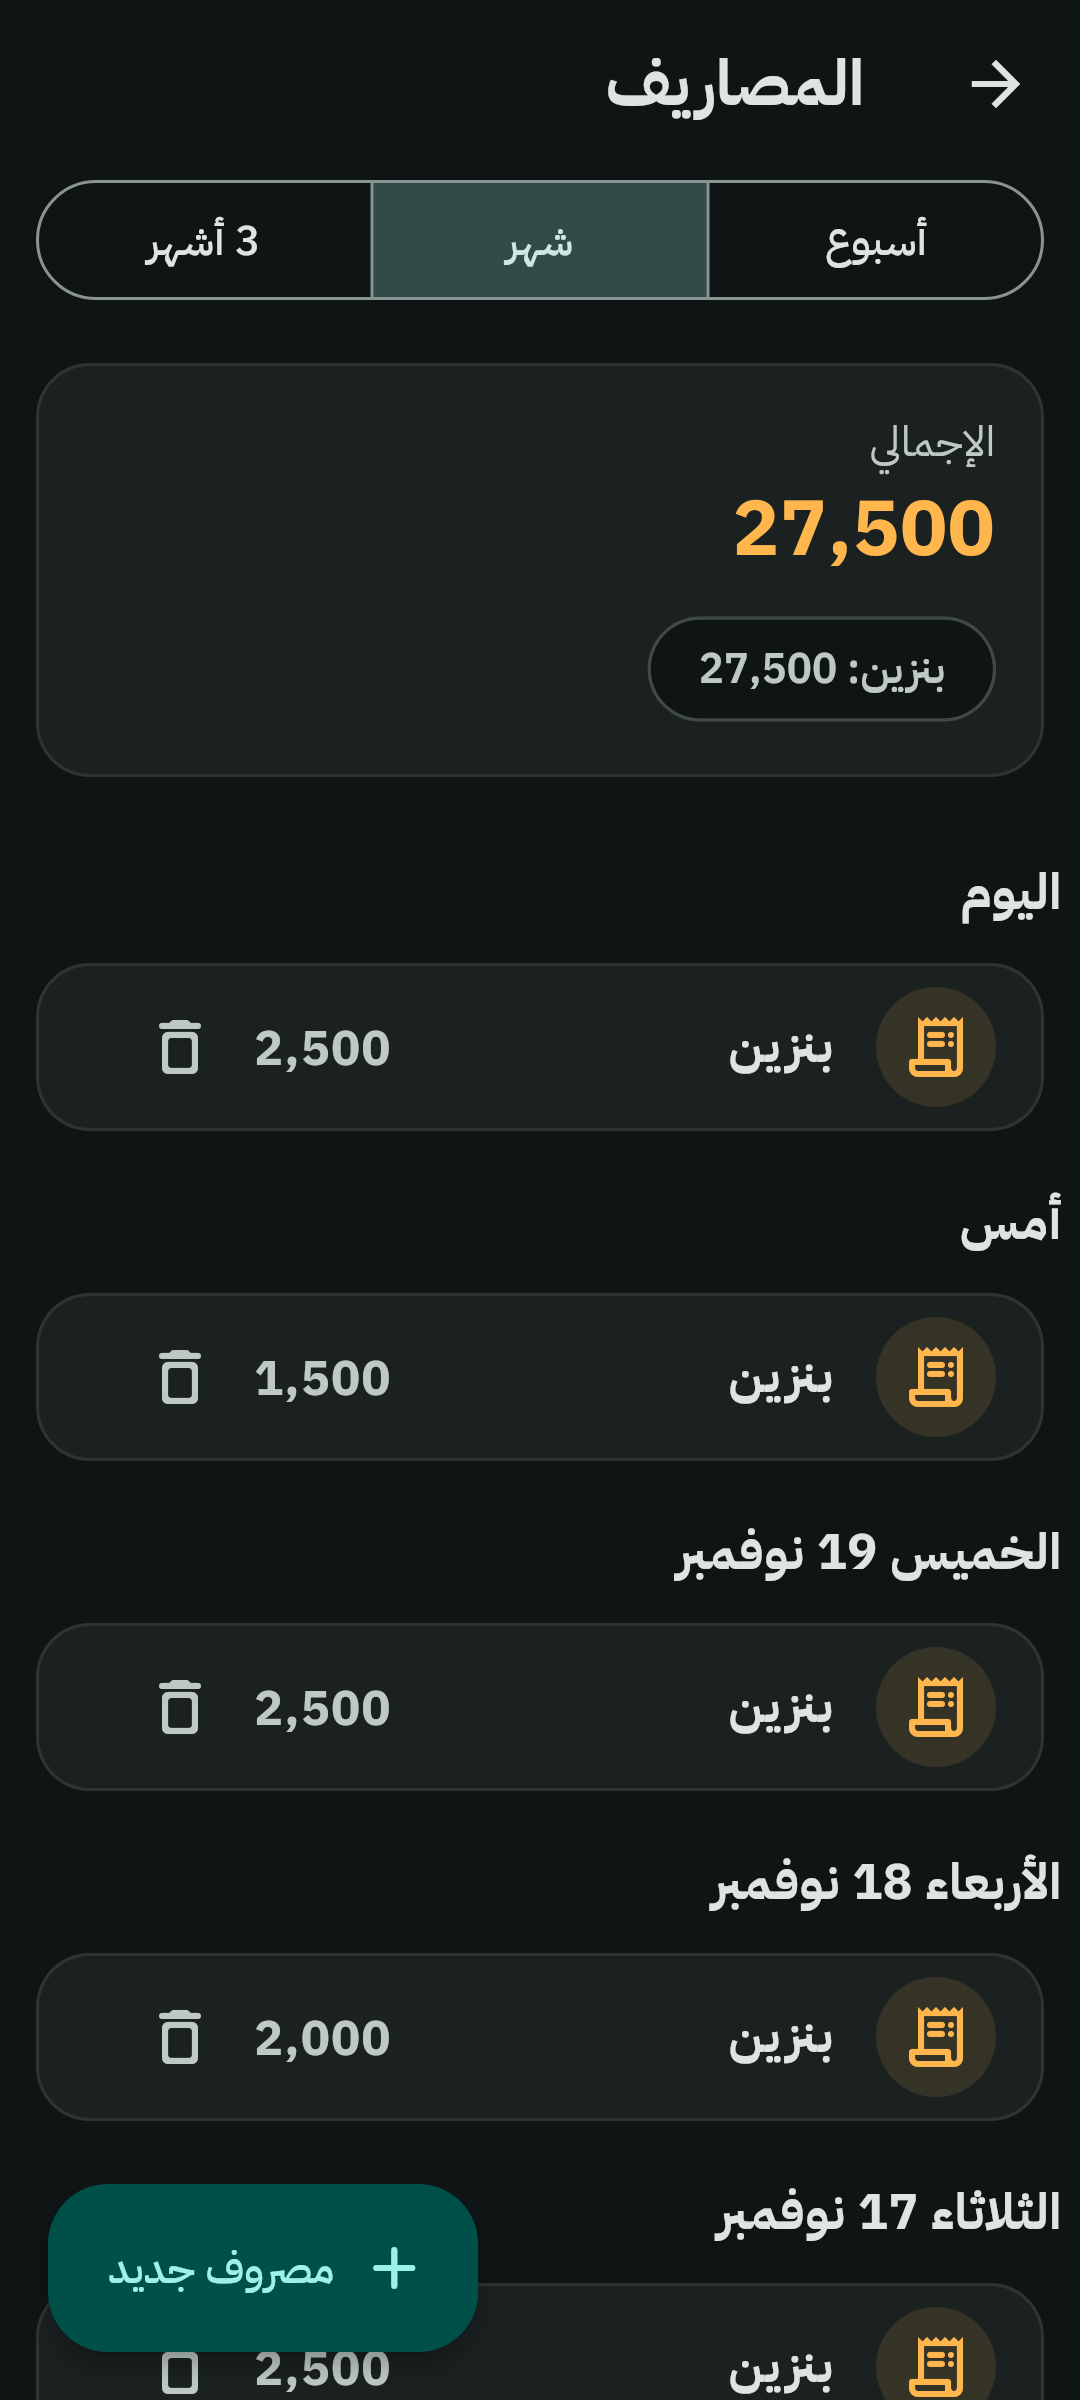 المصاريف
أسبوع
شهر
3 أشهر
الإجمالي
27,500
بنزين: 27,500
اليوم
بنزين
2,500
أمس
بنزين
1,500
الخميس 19 نوفمبر
بنزين
2,500
الأربعاء 18 نوفمبر
بنزين
2,000
الثلاثاء 17 نوفمبر
مصروف جديد
بنزين
2,500